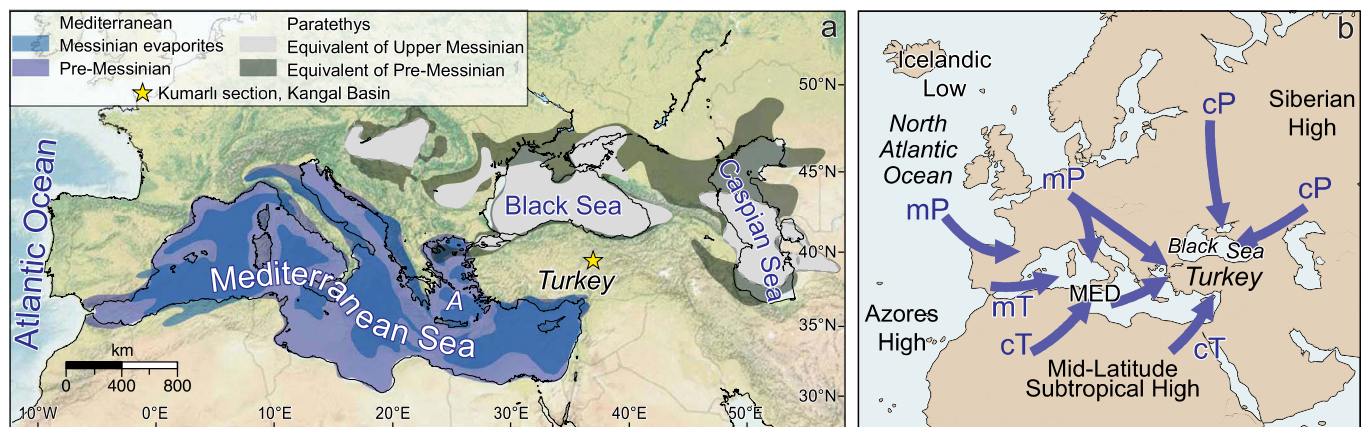 Mediterranean
Messinian evaporites
Pre-Messinian
Paratethys
Equivalent of Upper Messinian
Equivalent of Pre-Messinian
Kumarlı section, Kangal Basin
a
50°N
45°N
40°N
35°N
30°N
Atlantic Ocean
Black Sea
Caspian Sea
Turkey
Mediterranean Sea
A
km
0 400 800
10°W 0°E 10°E 20°E 30°E 40°E 50°E
b
Icelandic
Low
cP
Siberian
High
North
Atlantic
Ocean
mP
cP
mP
Black Sea
Turkey
MED
mT
Azores
High
cT
cT
Mid-Latitude
Subtropical High